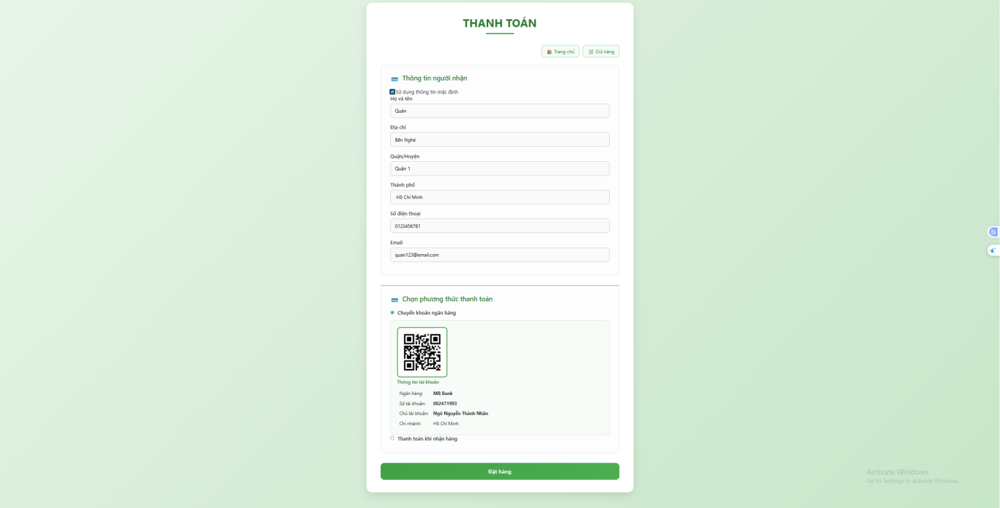 THANH TOÁN
Trang chủ
Giỏ hàng
Thông tin người nhận
Sử dụng thông tin mặc định
Họ và tên
Quân
Địa chỉ
Bến Nghé
Quận/Huyện
Quận 1
Thành phố
Hồ Chí Minh
Số điện thoại
0123456781
Email
quan123@email.com
Chọn phương thức thanh toán
Chuyển khoản ngân hàng
Thông tin tài khoản
Ngân hàng: MB Bank
Số tài khoản: 002471993
Chủ tài khoản: Ngô Nguyễn Thành Nhân
Chi nhánh: Hồ Chí Minh
Thanh toán khi nhận hàng
Đặt hàng
Activate Windows
Go to Settings to activate Windows.